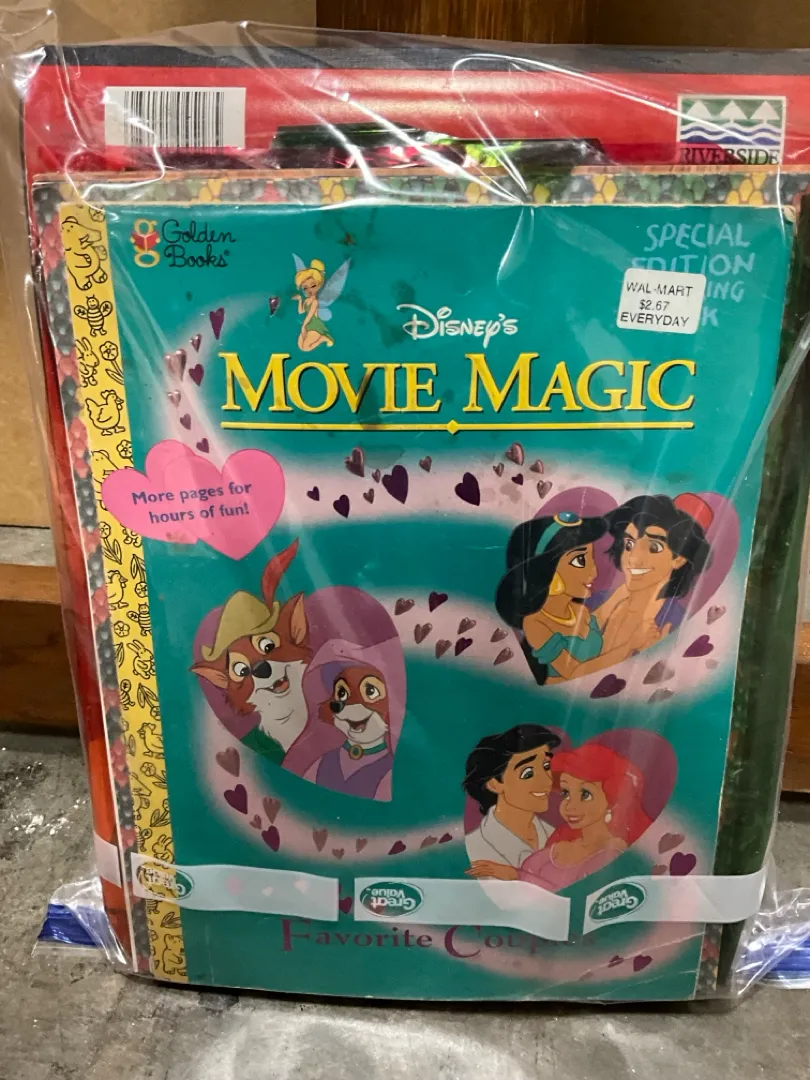 RIVERSIDE
Golden
Books®
SPECIAL
EDITION
WAL-MART
$2.67
EVERYDAY
ING
K
Disney's
MOVIE MAGIC
More pages for
hours of fun!
Great
Value
Great
Value
Great
Value
Favorite